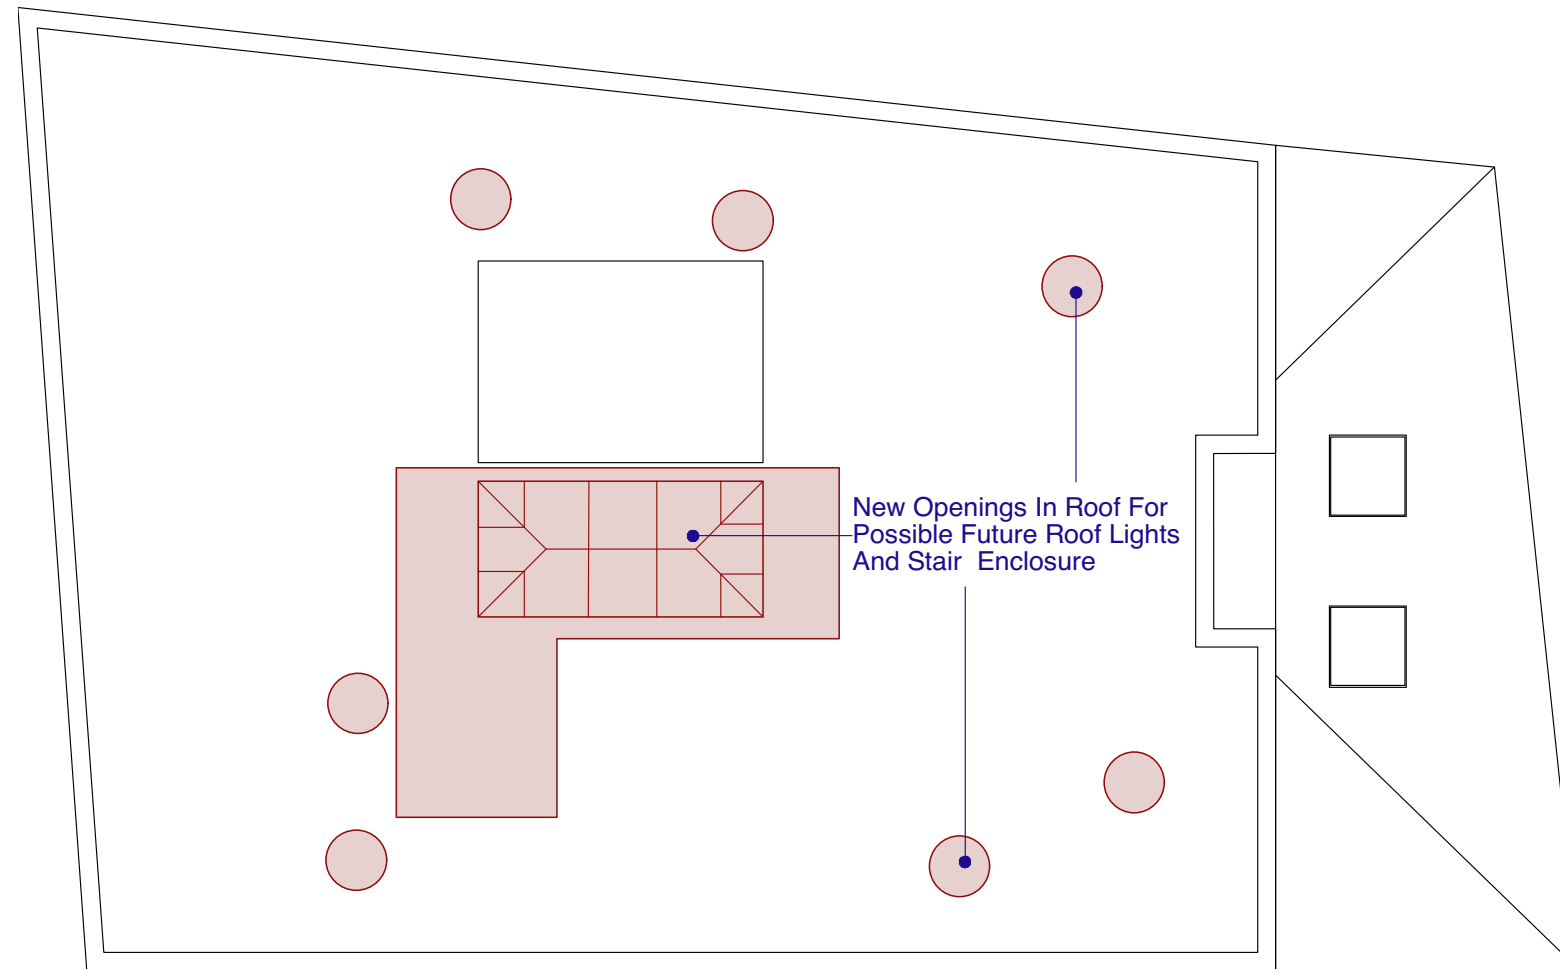 New Openings In Roof For
Possible Future Roof Lights
And Stair  Enclosure